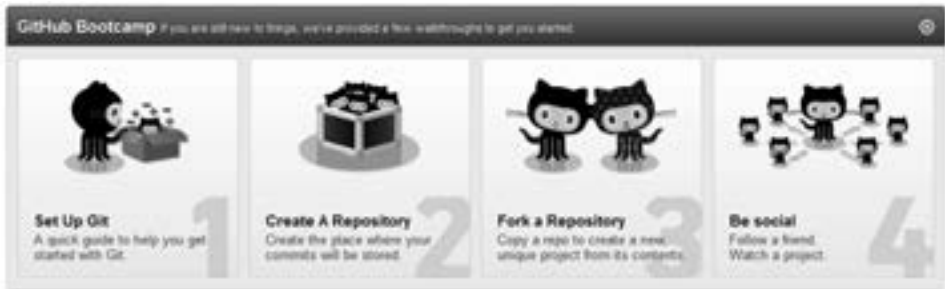 GitHub Bootcamp If you are still new to things, we've provided a few walkthroughs to get you started.
1
Set Up Git
A quick guide to help you get
started with Git.
2
Create A Repository
Create the place where your
commits will be stored.
3
Fork a Repository
Copy a repo to create a new,
unique project from its contents.
4
Be social
Follow a friend.
Watch a project.